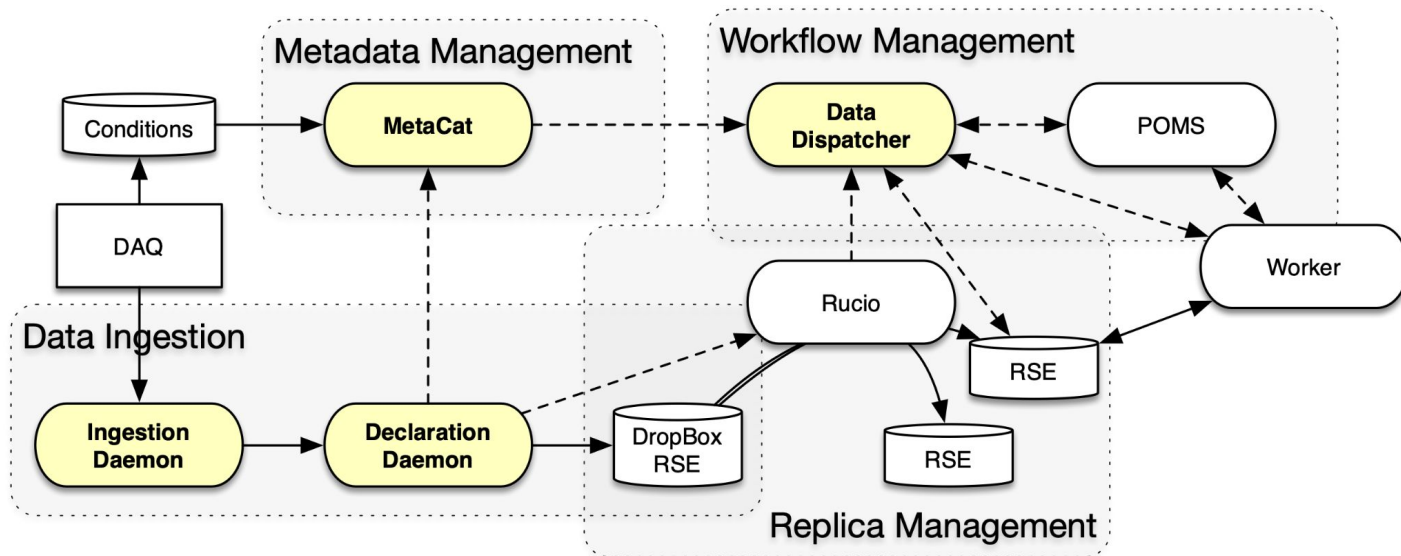 Metadata Management
Workflow Management
Conditions
MetaCat
Data
Dispatcher
POMS
DAQ
Worker
Rucio
Data Ingestion
RSE
Ingestion
Daemon
Declaration
Daemon
DropBox
RSE
RSE
Replica Management